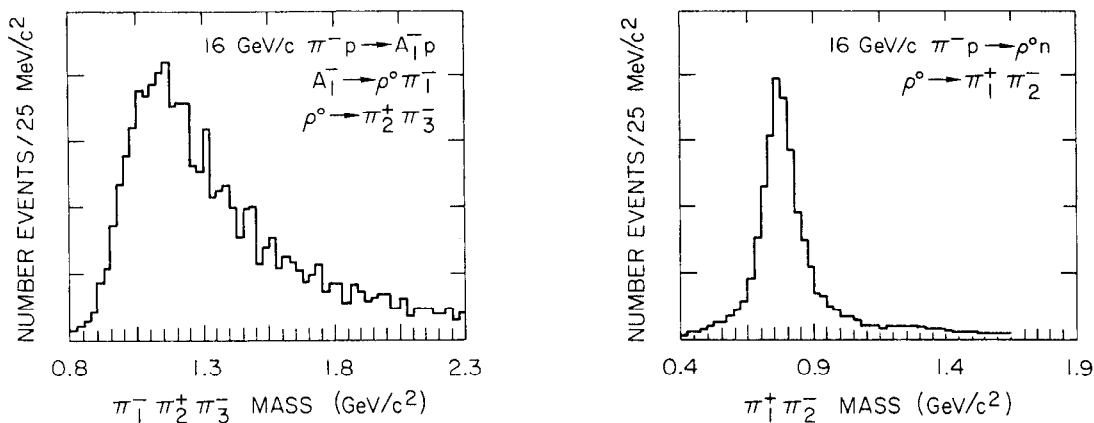 NUMBER EVENTS/25 MeV/c²
16 GeV/c π⁻p→A₁⁻p
A₁⁻→ρ°π₁⁻
ρ°→π₂⁺π₃⁻
0.8 1.3 1.8 2.3
π₁⁻π₂⁺π₃⁻ MASS (GeV/c²)
NUMBER EVENTS/25 MeV/c²
16 GeV/c π⁻p→ρ°n
ρ°→π₁⁺π₂⁻
0.4 0.9 1.4 1.9
π₁⁺π₂⁻ MASS (GeV/c²)